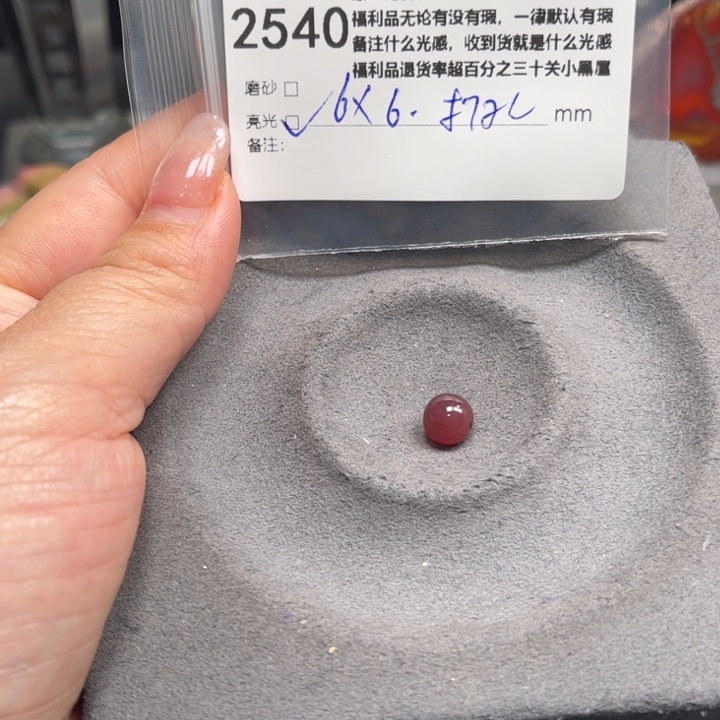 2540
福利品无论有没有瑕，一律默认有瑕
备注什么光感，收到货就是什么光感
福利品退货率超百分之三十关小黑屋
磨砂 □
亮光 □ ✓ 6×6. mm
备注：